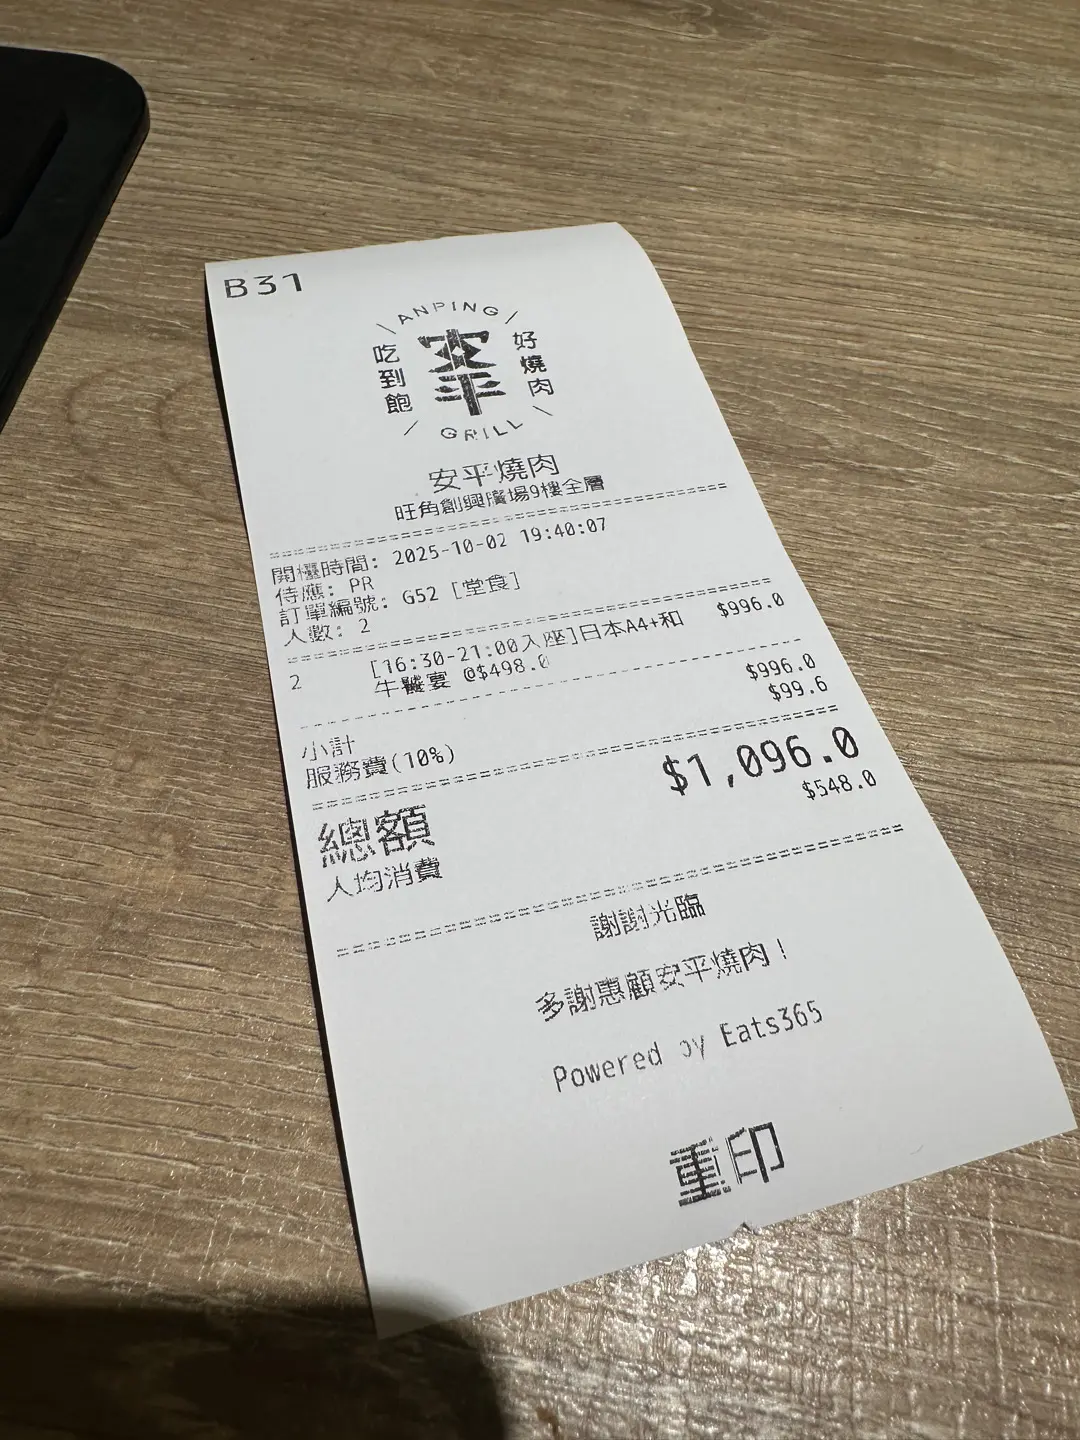 B31
ANPING
吃到飽
安平
好燒肉
GRILL
安平燒肉
旺角創興廣場9樓全層
開檯時間: 2025-10-02 19:40:07
侍應: PR
訂單編號: G52 [堂食]
人數: 2
2 [16:30-21:00入座]日本A4+和 $996.0
牛饗宴 @$498.0
小計 $996.0
服務費(10%) $99.6
總額 $1,096.0
人均消費 $548.0
謝謝光臨
多謝惠顧安平燒肉!
Powered by Eats365
重印